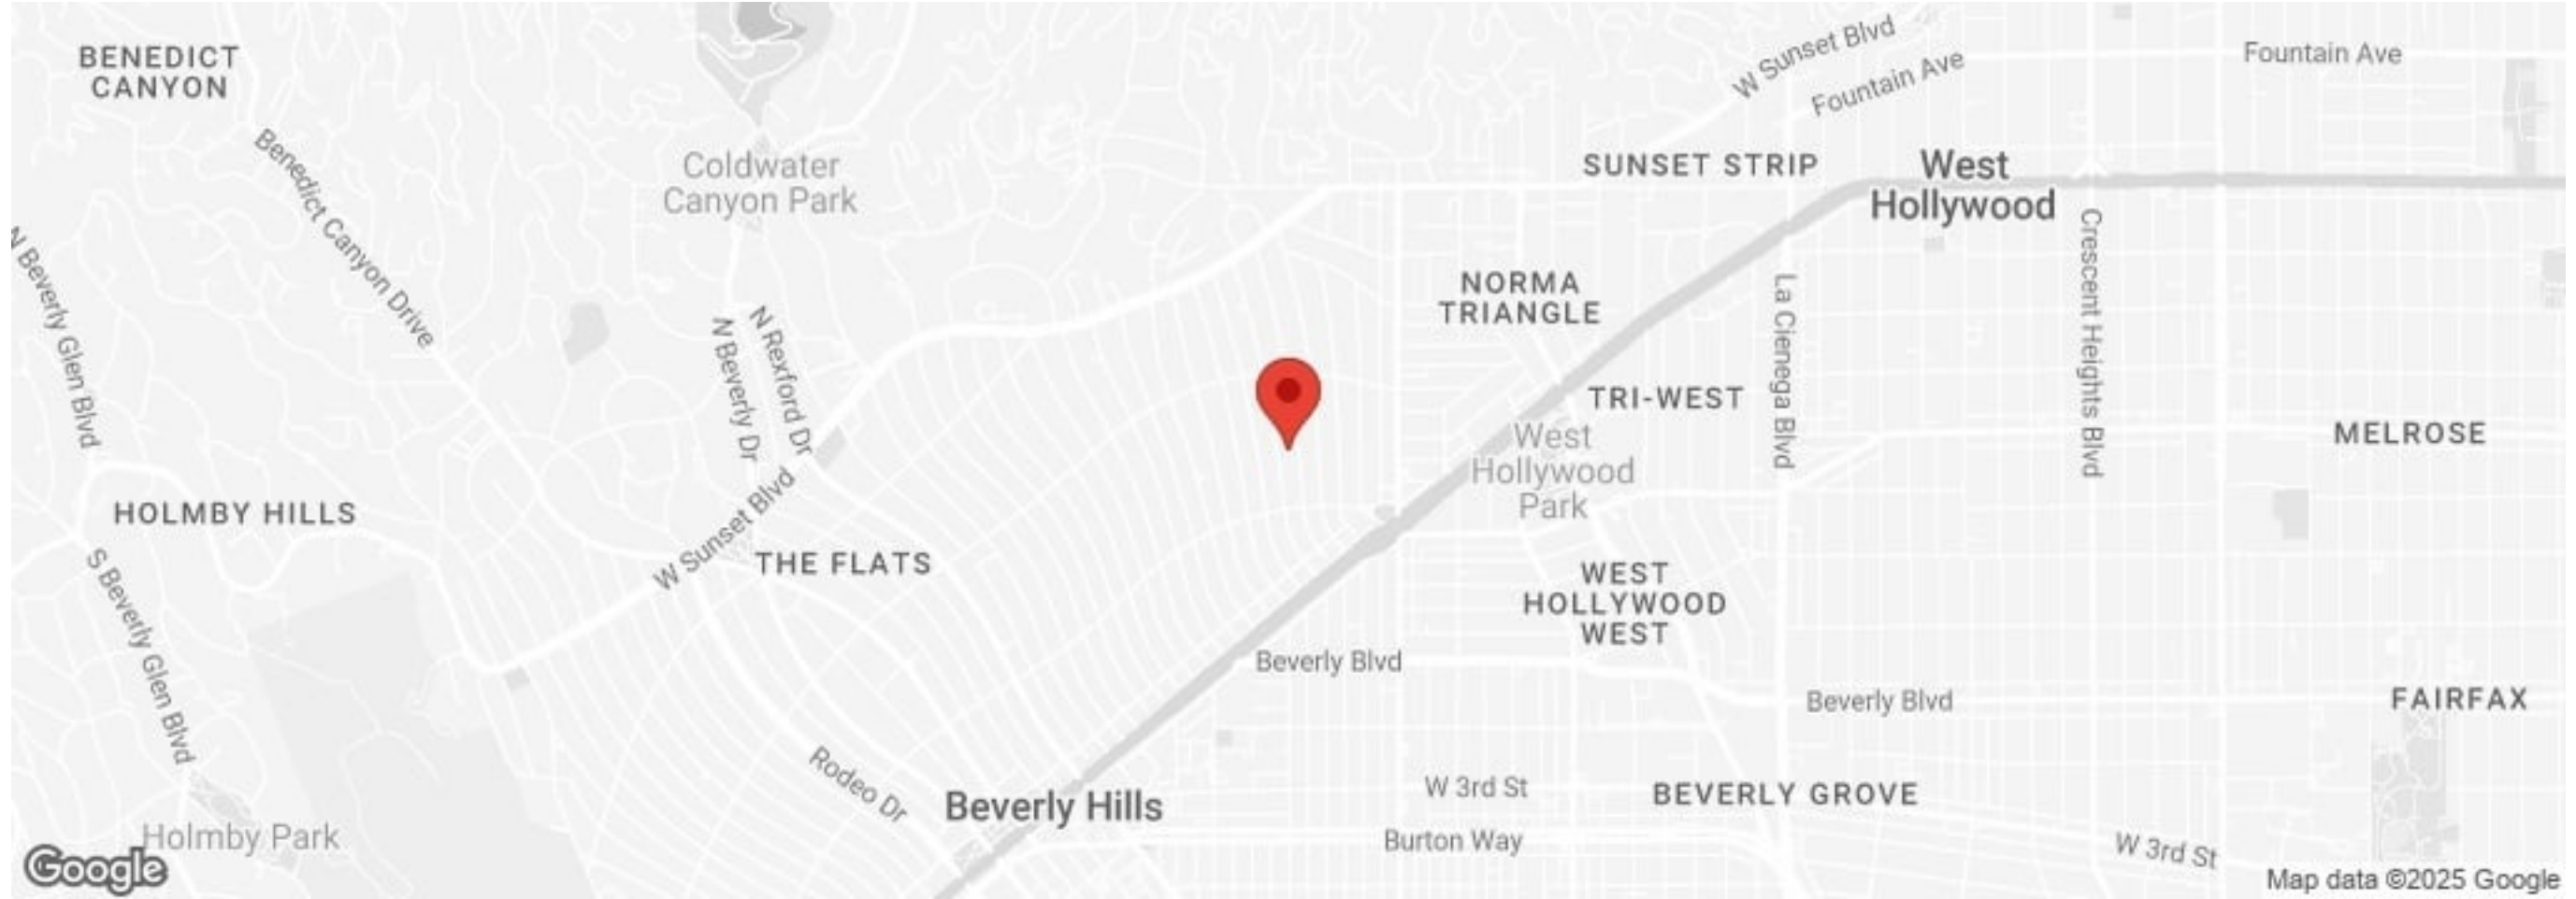 BENEDICT
CANYON
W Sunset Blvd
Fountain Ave
Fountain Ave
Benedict Canyon Drive
Coldwater
Canyon Park
SUNSET STRIP
West
Hollywood
N Beverly Glen Blvd
Crescent Heights Blvd
NORMA
TRIANGLE
La Cienega Blvd
N Rexford Dr
N Beverly Dr
TRI-WEST
West
Hollywood
Park
MELROSE
HOLMBY HILLS
W Sunset Blvd
THE FLATS
S Beverly Glen Blvd
WEST
HOLLYWOOD
WEST
Beverly Blvd
Beverly Blvd
FAIRFAX
Rodeo Dr
Beverly Hills
W 3rd St
BEVERLY GROVE
Holmby Park
Burton Way
W 3rd St
Google
Map data ©2025 Google